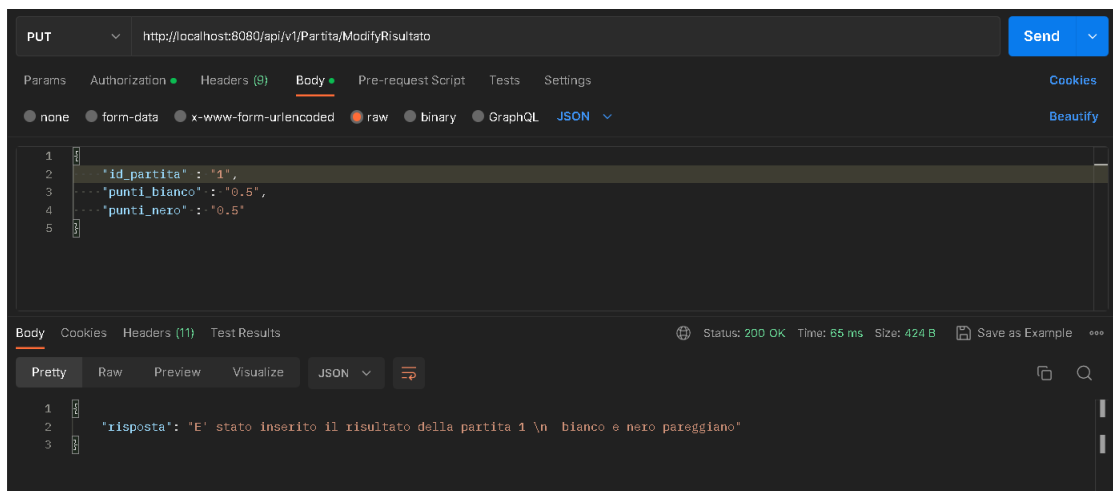 PUT http://localhost:8080/api/v1/Partita/ModifyRisultato Send
Params Authorization Headers (9) Body Pre-request Script Tests Settings Cookies
none form-data x-www-form-urlencoded raw binary GraphQL JSON Beautify
1 {
2 "id_partita" : "1",
3 "punti_bianco" : "0.5",
4 "punti_nero" : "0.5"
5 }
Body Cookies Headers (11) Test Results Status: 200 OK Time: 65 ms Size: 424 B Save as Example
Pretty Raw Preview Visualize JSON
1 {
2 "risposta": "E' stato inserito il risultato della partita 1 \n  bianco e nero pareggiano"
3 }